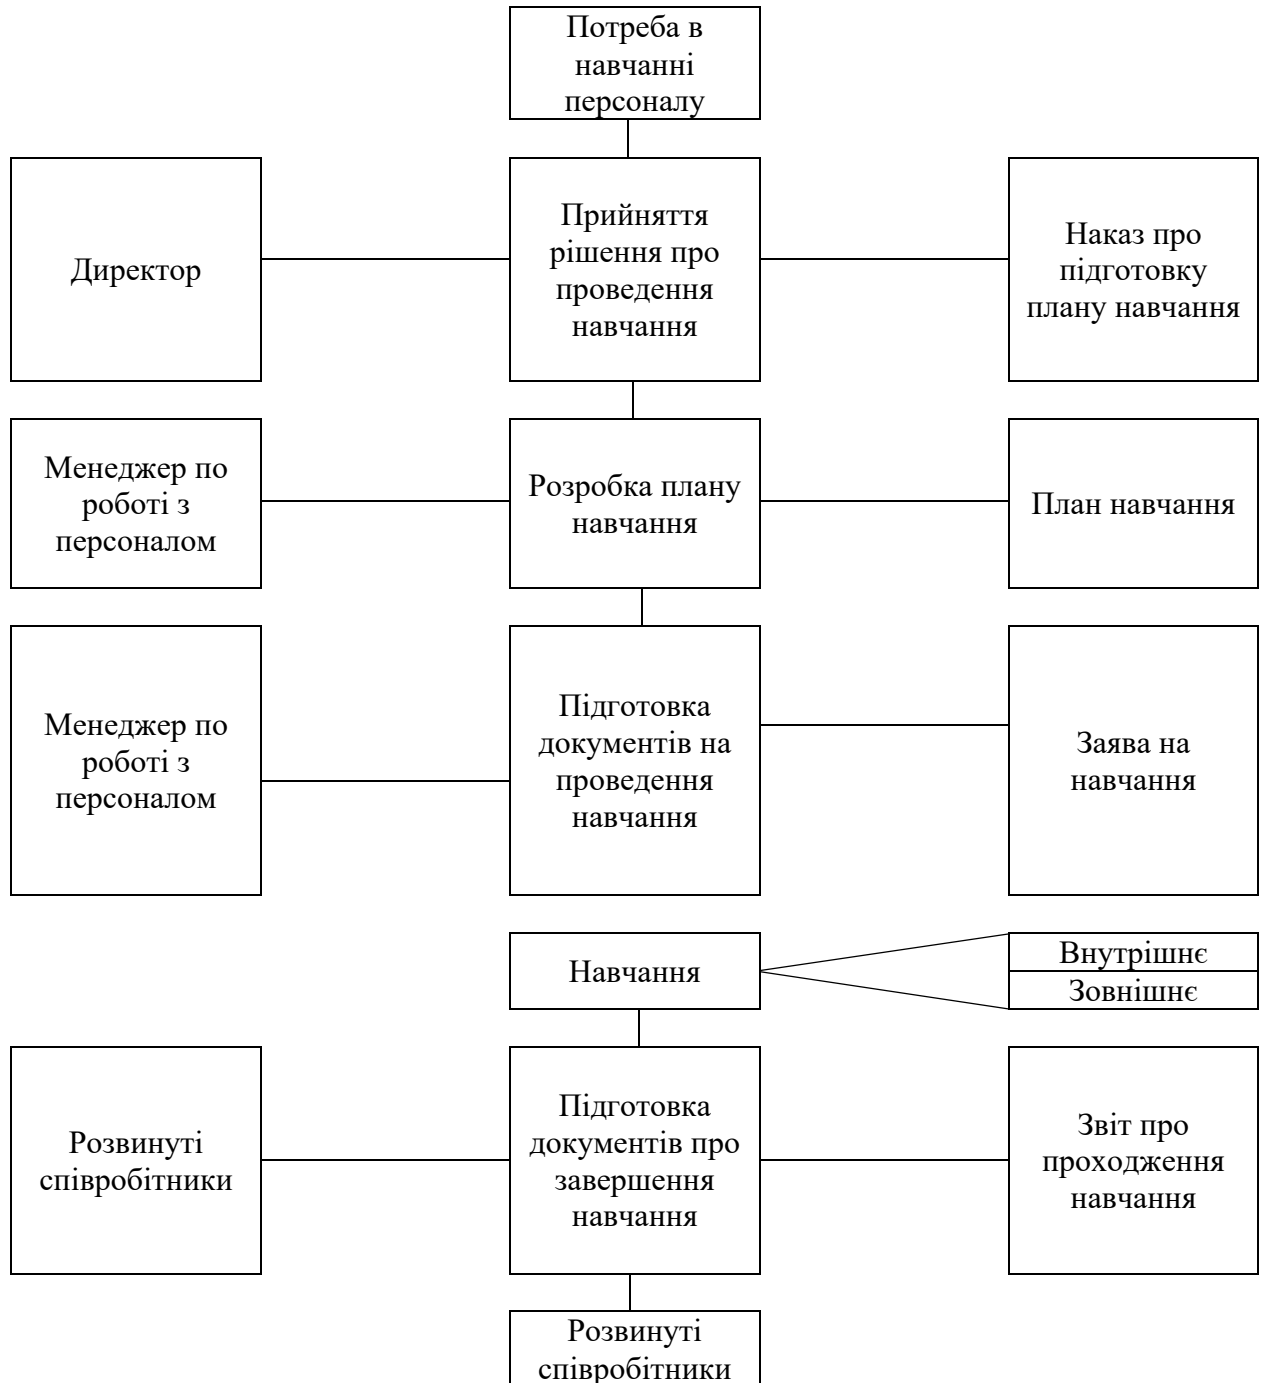 Потреба в
навчанні
персоналу
Директор
Прийняття
рішення про
проведення
навчання
Наказ про
підготовку
плану навчання
Менеджер по
роботі з
персоналом
Розробка плану
навчання
План навчання
Менеджер по
роботі з
персоналом
Підготовка
документів на
проведення
навчання
Заява на
навчання
Навчання
Внутрішнє
Зовнішнє
Розвинуті
співробітники
Підготовка
документів про
завершення
навчання
Звіт про
проходження
навчання
Розвинуті
співробітники